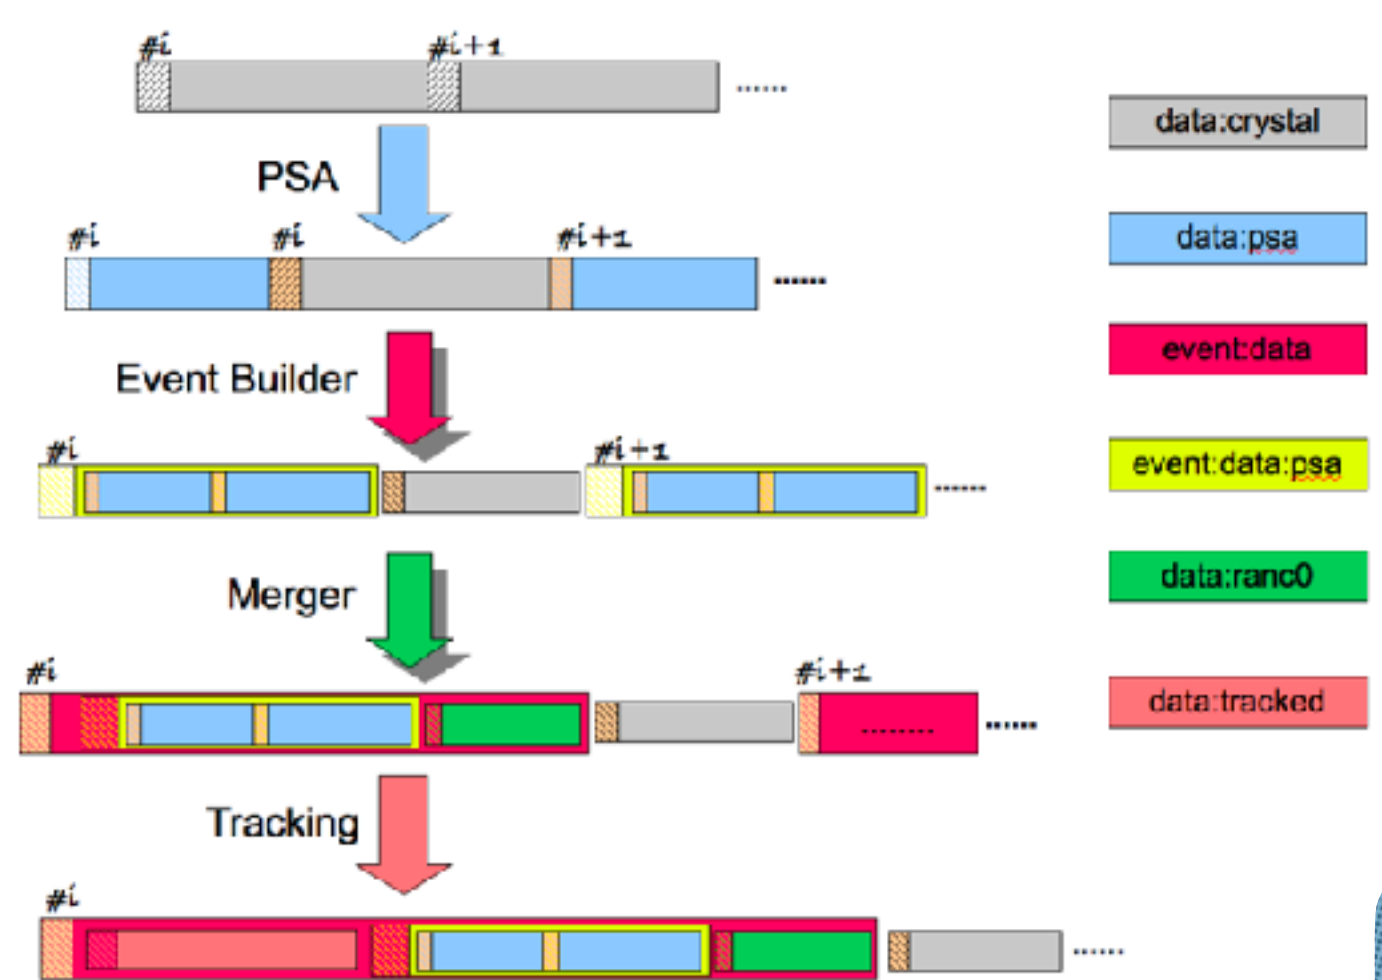 #i #i+1
......
data:crystal
PSA
#i #i #i+1
......
data:psa
Event Builder
event:data
#i #i+1
......
event:data:psa
Merger
data:ranc0
#i #i+1
........ ......
data:tracked
Tracking
#i
......